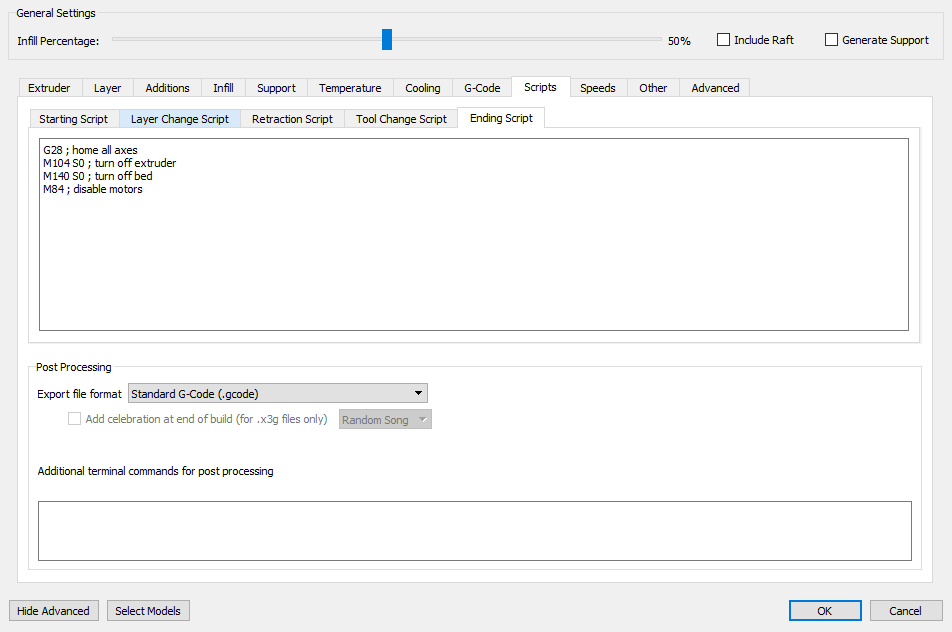 General Settings
Infill Percentage: 50% Include Raft Generate Support
Extruder Layer Additions Infill Support Temperature Cooling G-Code Scripts Speeds Other Advanced
Starting Script Layer Change Script Retraction Script Tool Change Script Ending Script
G28 ; home all axes
M104 S0 ; turn off extruder
M140 S0 ; turn off bed
M84 ; disable motors
Post Processing
Export file format Standard G-Code (.gcode)
Add celebration at end of build (for .x3g files only) Random Song
Additional terminal commands for post processing
Hide Advanced Select Models OK Cancel